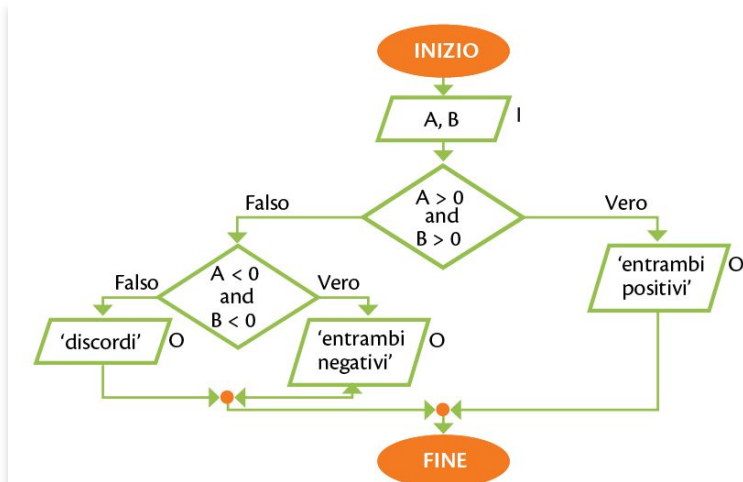 INIZIO
A, B
I
A > 0
and
B > 0
Falso
Vero
A < 0
and
B < 0
Falso
Vero
‘entrambi
positivi’
O
‘discordi’
O
‘entrambi
negativi’
O
FINE